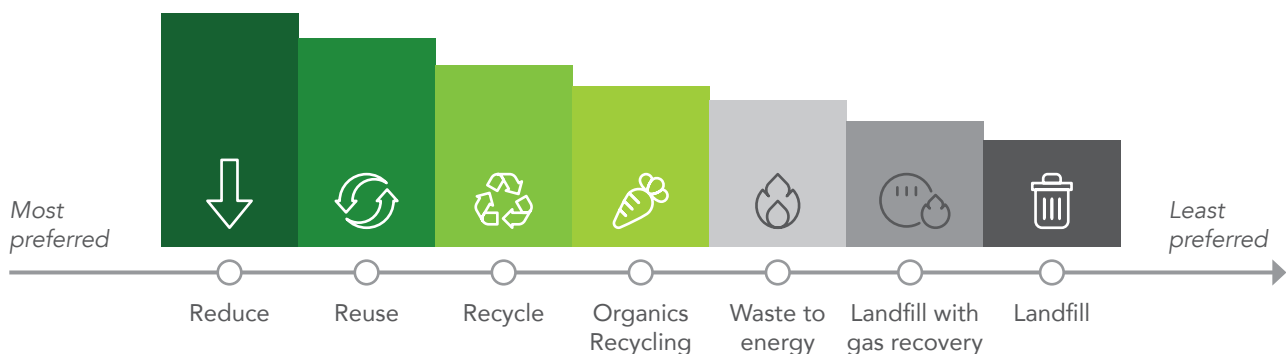 Most
preferred
Least
preferred
Reduce
Reuse
Recycle
Organics
Recycling
Waste to
energy
Landfill with
gas recovery
Landfill